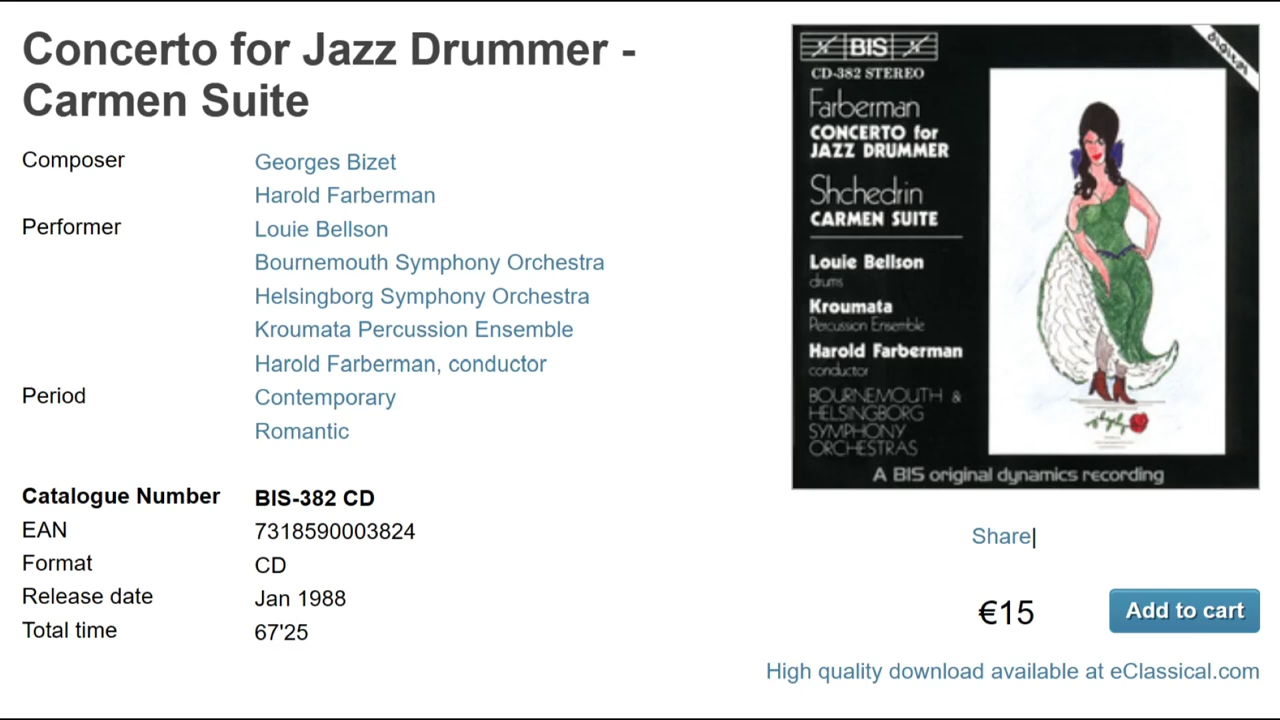 Concerto for Jazz Drummer -
Carmen Suite
Composer Georges Bizet
Harold Farberman
Performer Louie Bellson
Bournemouth Symphony Orchestra
Helsingborg Symphony Orchestra
Kroumata Percussion Ensemble
Harold Farberman, conductor
Period Contemporary
Romantic
Catalogue Number BIS-382 CD
EAN 7318590003824
Format CD
Release date Jan 1988
Total time 67'25
BIS
digital
CD-382 STEREO
Farberman
CONCERTO for
JAZZ DRUMMER
Shchedrin
CARMEN SUITE
Louie Bellson
drums
Kroumata
Percussion Ensemble
Harold Farberman
conductor
BOURNEMOUTH &
HELSINGBORG
SYMPHONY
ORCHESTRAS
A BIS original dynamics recording
Share|
€15 Add to cart
High quality download available at eClassical.com